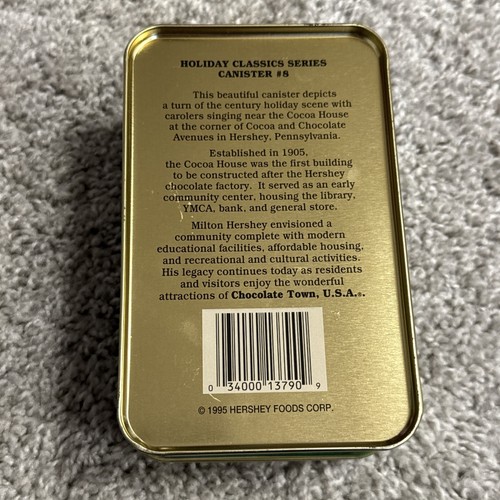 HOLIDAY CLASSICS SERIES
CANISTER #8
This beautiful canister depicts
a turn of the century holiday scene with
carolers singing near the Cocoa House
at the corner of Cocoa and Chocolate
Avenues in Hershey, Pennsylvania.
Established in 1905,
the Cocoa House was the first building
to be constructed after the Hershey
chocolate factory. It served as an early
community center, housing the library,
YMCA, bank, and general store.
Milton Hershey envisioned a
community complete with modern
educational facilities, affordable housing,
and recreational and cultural activities.
His legacy continues today as residents
and visitors enjoy the wonderful
attractions of Chocolate Town, U.S.A.®.
0 34000 13790 9
© 1995 HERSHEY FOODS CORP.